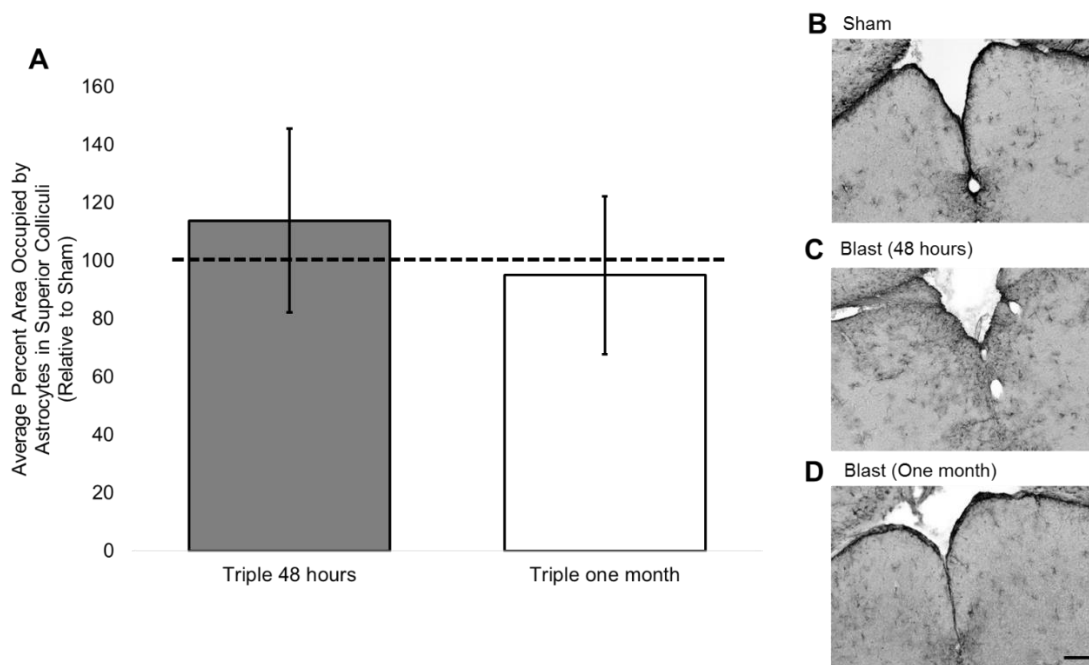 A
160
140
120
100
80
60
40
20
0
Average Percent Area Occupied by
Astrocytes in Superior Colliculi
(Relative to Sham)
Triple 48 hours
Triple one month
B Sham
C Blast (48 hours)
D Blast (One month)